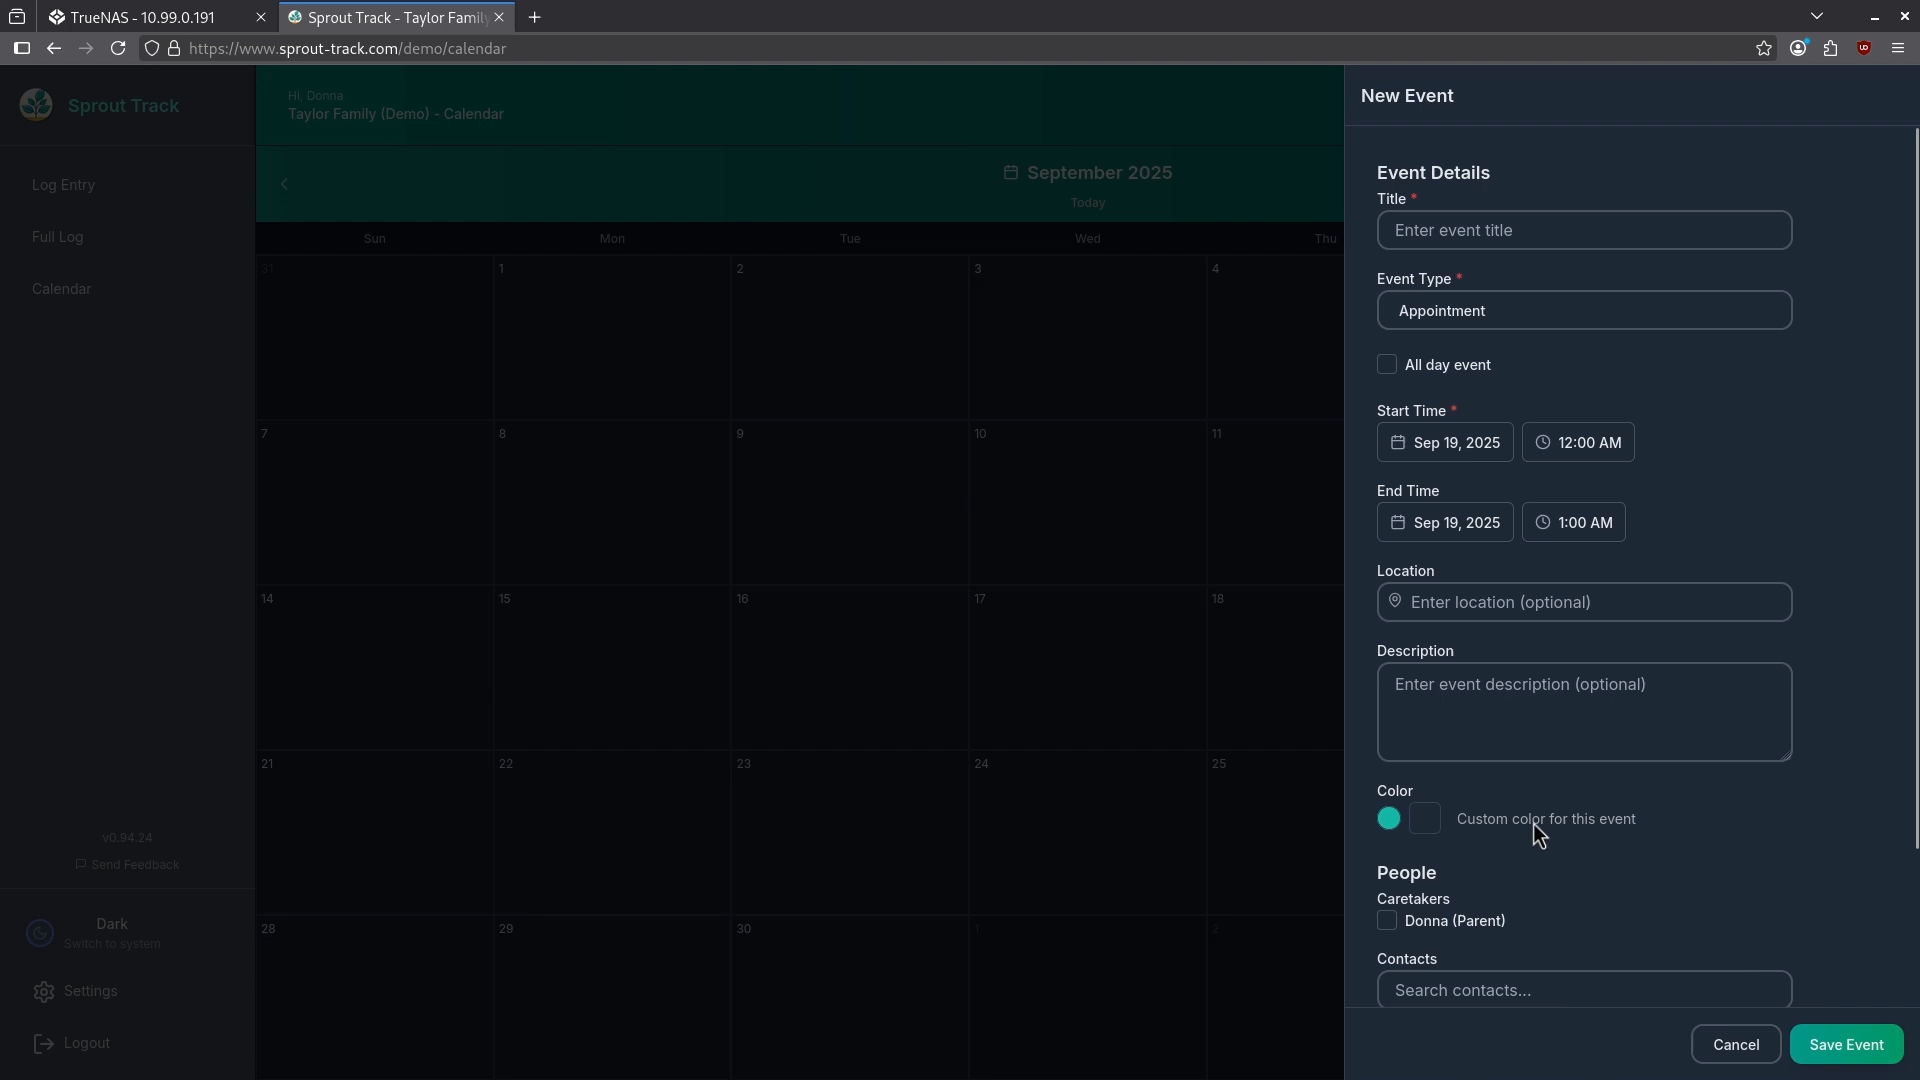 TrueNAS - 10.99.0.191
Sprout Track - Taylor Family
https://www.sprout-track.com/demo/calendar
Sprout Track
Log Entry
Full Log
Calendar
v0.94.24
Send Feedback
Dark
Switch to system
Settings
Logout
Hi, Donna
Taylor Family (Demo) - Calendar
September 2025
Today
Sun Mon Tue Wed Thu
31 1 2 3 4
7 8 9 10 11
14 15 16 17 18
21 22 23 24 25
28 29 30 1 2
New Event
Event Details
Title *
Enter event title
Event Type *
Appointment
All day event
Start Time *
Sep 19, 2025 12:00 AM
End Time
Sep 19, 2025 1:00 AM
Location
Enter location (optional)
Description
Enter event description (optional)
Color
Custom color for this event
People
Caretakers
Donna (Parent)
Contacts
Search contacts...
Cancel Save Event